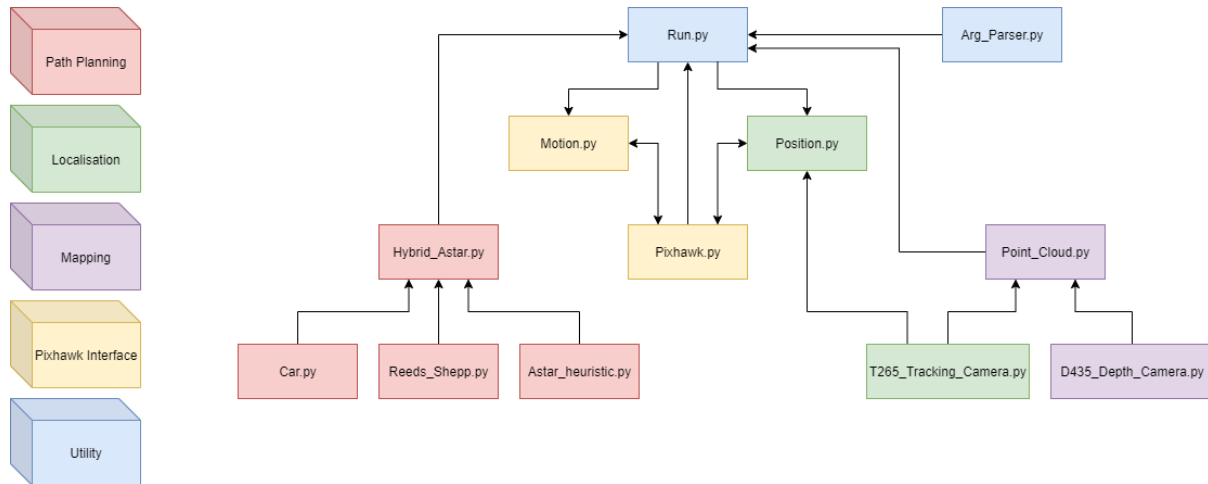 Path Planning
Localisation
Mapping
Pixhawk Interface
Utility
Run.py
Arg_Parser.py
Motion.py
Position.py
Hybrid_Astar.py
Pixhawk.py
Point_Cloud.py
Car.py
Reeds_Shepp.py
Astar_heuristic.py
T265_Tracking_Camera.py
D435_Depth_Camera.py